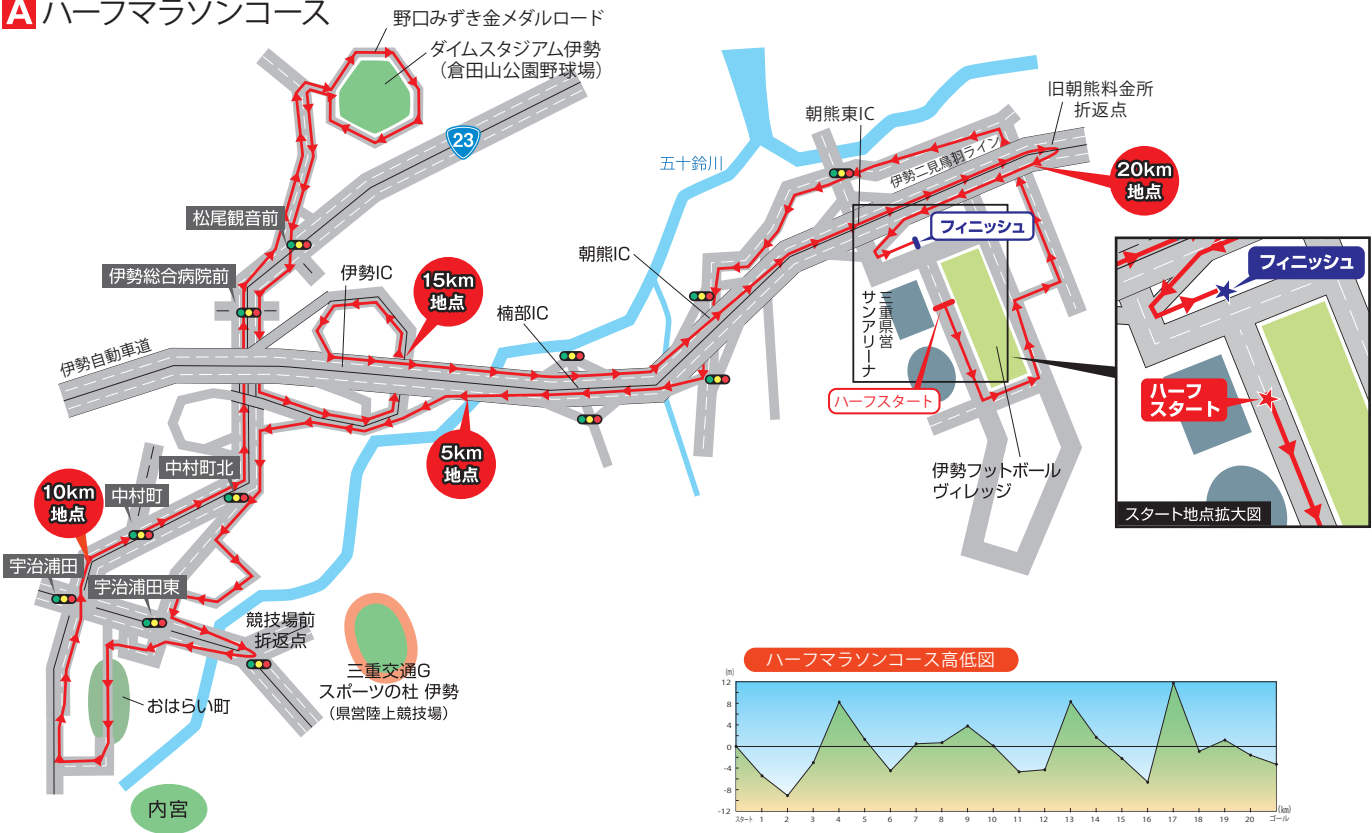 A ハーフマラソンコース
野口みずき金メダルロード
ダイムスタジアム伊勢
（倉田山公園野球場）
23
旧朝熊料金所
折返点
朝熊東IC
伊勢二見鳥羽ライン
五十鈴川
20km
地点
松尾観音前
フィニッシュ
伊勢総合病院前
伊勢IC
15km
地点
朝熊IC
楠部IC
三重県営
サンアリーナ
伊勢自動車道
ハーフスタート
5km
地点
中村町北
伊勢フットボール
ヴィレッジ
10km
地点
中村町
宇治浦田
宇治浦田東
競技場前
折返点
三重交通G
スポーツの杜 伊勢
（県営陸上競技場）
おはらい町
内宮
フィニッシュ
ハーフ
スタート
スタート地点拡大図
ハーフマラソンコース高低図
(m)
12
8
4
0
-4
-8
-12
スタート 1 2 3 4 5 6 7 8 9 10 11 12 13 14 15 16 17 18 19 20 ゴール
(km)